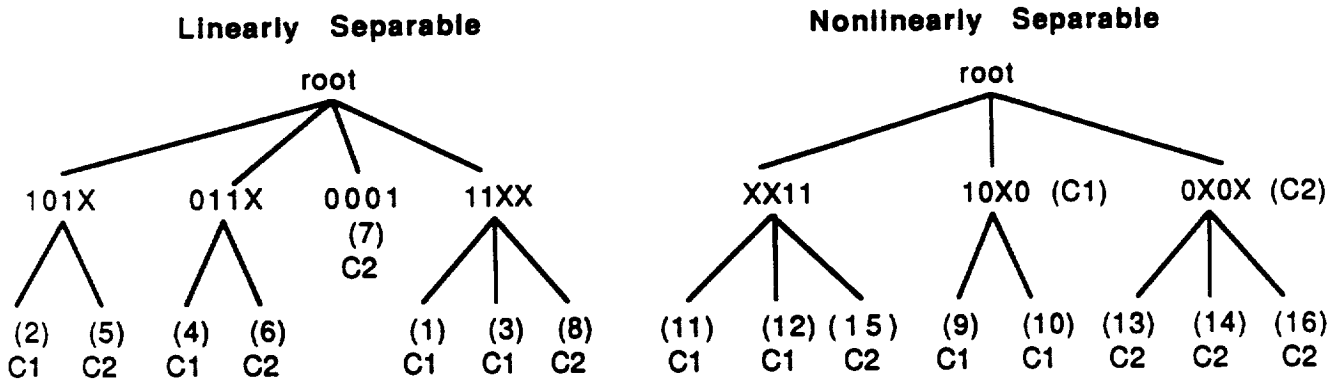 Linearly Separable
root
101X 011X 0001 11XX
(7)
C2
(2) (5) (4) (6) (1) (3) (8)
C1 C2 C1 C2 C1 C1 C2
Nonlinearly Separable
root
XX11 10X0 (C1) 0X0X (C2)
(11) (12) (15) (9) (10) (13) (14) (16)
C1 C1 C2 C1 C1 C2 C2 C2